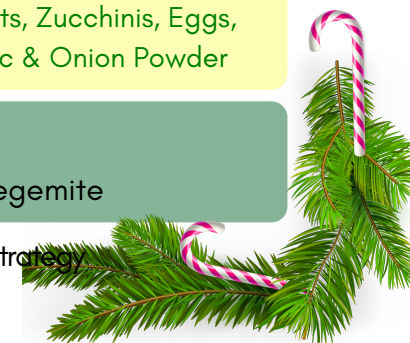 ts, Zucchinis, Eggs,
c & Onion Powder
egemite
trategy